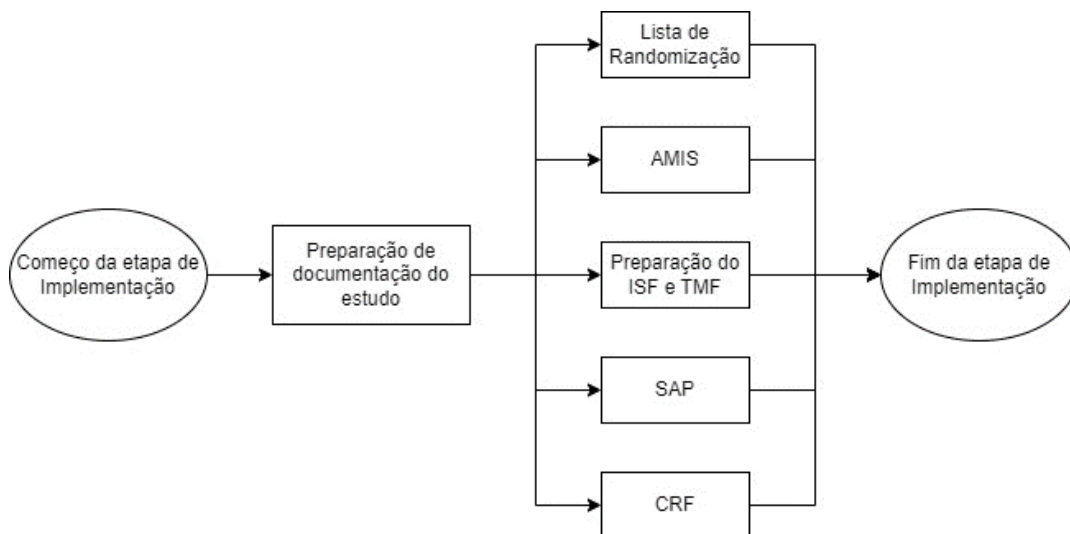 Começo da etapa de
Implementação
Preparação de
documentação do
estudo
Lista de
Randomização
AMIS
Preparação do
ISF e TMF
SAP
CRF
Fim da etapa de
Implementação